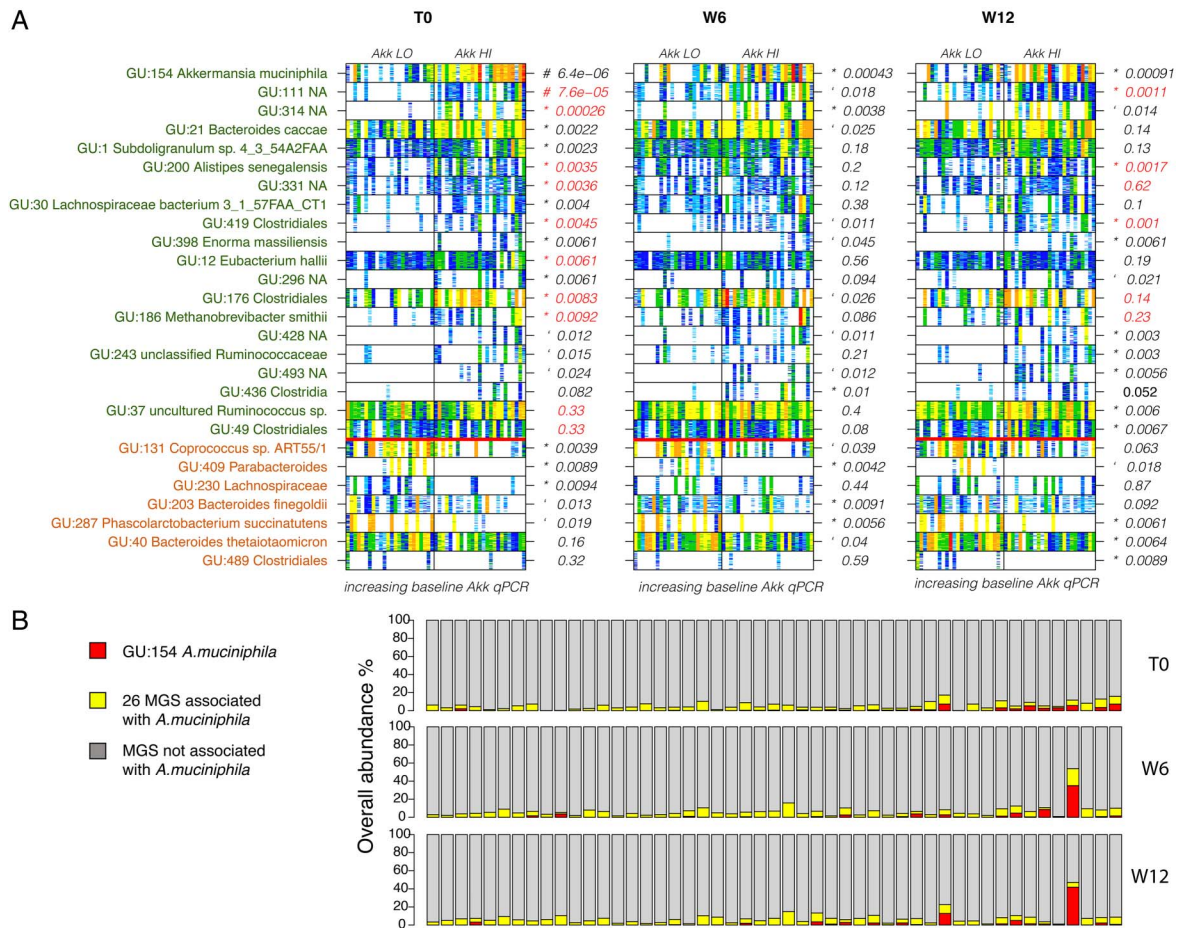 A
T0 W6 W12
Akk LO Akk HI Akk LO Akk HI Akk LO Akk HI
GU:154 Akkermansia muciniphila # 6.4e−06 * 0.00043 * 0.00091
GU:111 NA # 7.6e−05 ‘ 0.018 * 0.0011
GU:314 NA * 0.00026 * 0.0038 ‘ 0.014
GU:21 Bacteroides caccae * 0.0022 ‘ 0.025 0.14
GU:1 Subdoligranulum sp. 4_3_54A2FAA * 0.0023 0.18 0.13
GU:200 Alistipes senegalensis * 0.0035 0.2 * 0.0017
GU:331 NA * 0.0036 0.12 0.62
GU:30 Lachnospiraceae bacterium 3_1_57FAA_CT1 * 0.004 0.38 0.1
GU:419 Clostridiales * 0.0045 ‘ 0.011 * 0.001
GU:398 Enorma massiliensis * 0.0061 ‘ 0.045 * 0.0061
GU:12 Eubacterium hallii * 0.0061 0.56 0.19
GU:296 NA * 0.0061 0.094 ‘ 0.021
GU:176 Clostridiales * 0.0083 ‘ 0.026 0.14
GU:186 Methanobrevibacter smithii * 0.0092 0.086 0.23
GU:428 NA ‘ 0.012 ‘ 0.011 * 0.003
GU:243 unclassified Ruminococcaceae ‘ 0.015 0.21 * 0.003
GU:493 NA ‘ 0.024 ‘ 0.012 * 0.0056
GU:436 Clostridia 0.082 * 0.01 0.052
GU:37 uncultured Ruminococcus sp. 0.33 0.4 * 0.006
GU:49 Clostridiales 0.33 0.08 * 0.0067
GU:131 Coprococcus sp. ART55/1 * 0.0039 ‘ 0.039 0.063
GU:409 Parabacteroides * 0.0089 * 0.0042 ‘ 0.018
GU:230 Lachnospiraceae * 0.0094 0.44 0.87
GU:203 Bacteroides finegoldii ‘ 0.013 * 0.0091 0.092
GU:287 Phascolarctobacterium succinatutens ‘ 0.019 * 0.0056 * 0.0061
GU:40 Bacteroides thetaiotaomicron 0.16 ‘ 0.04 * 0.0064
GU:489 Clostridiales 0.32 0.59 * 0.0089
increasing baseline Akk qPCR increasing baseline Akk qPCR increasing baseline Akk qPCR
B
GU:154 A.muciniphila
26 MGS associated
with A.muciniphila
MGS not associated
with A.muciniphila
Overall abundance %
100
80
60
40
20
0
T0
100
80
60
40
20
0
W6
100
80
60
40
20
0
W12